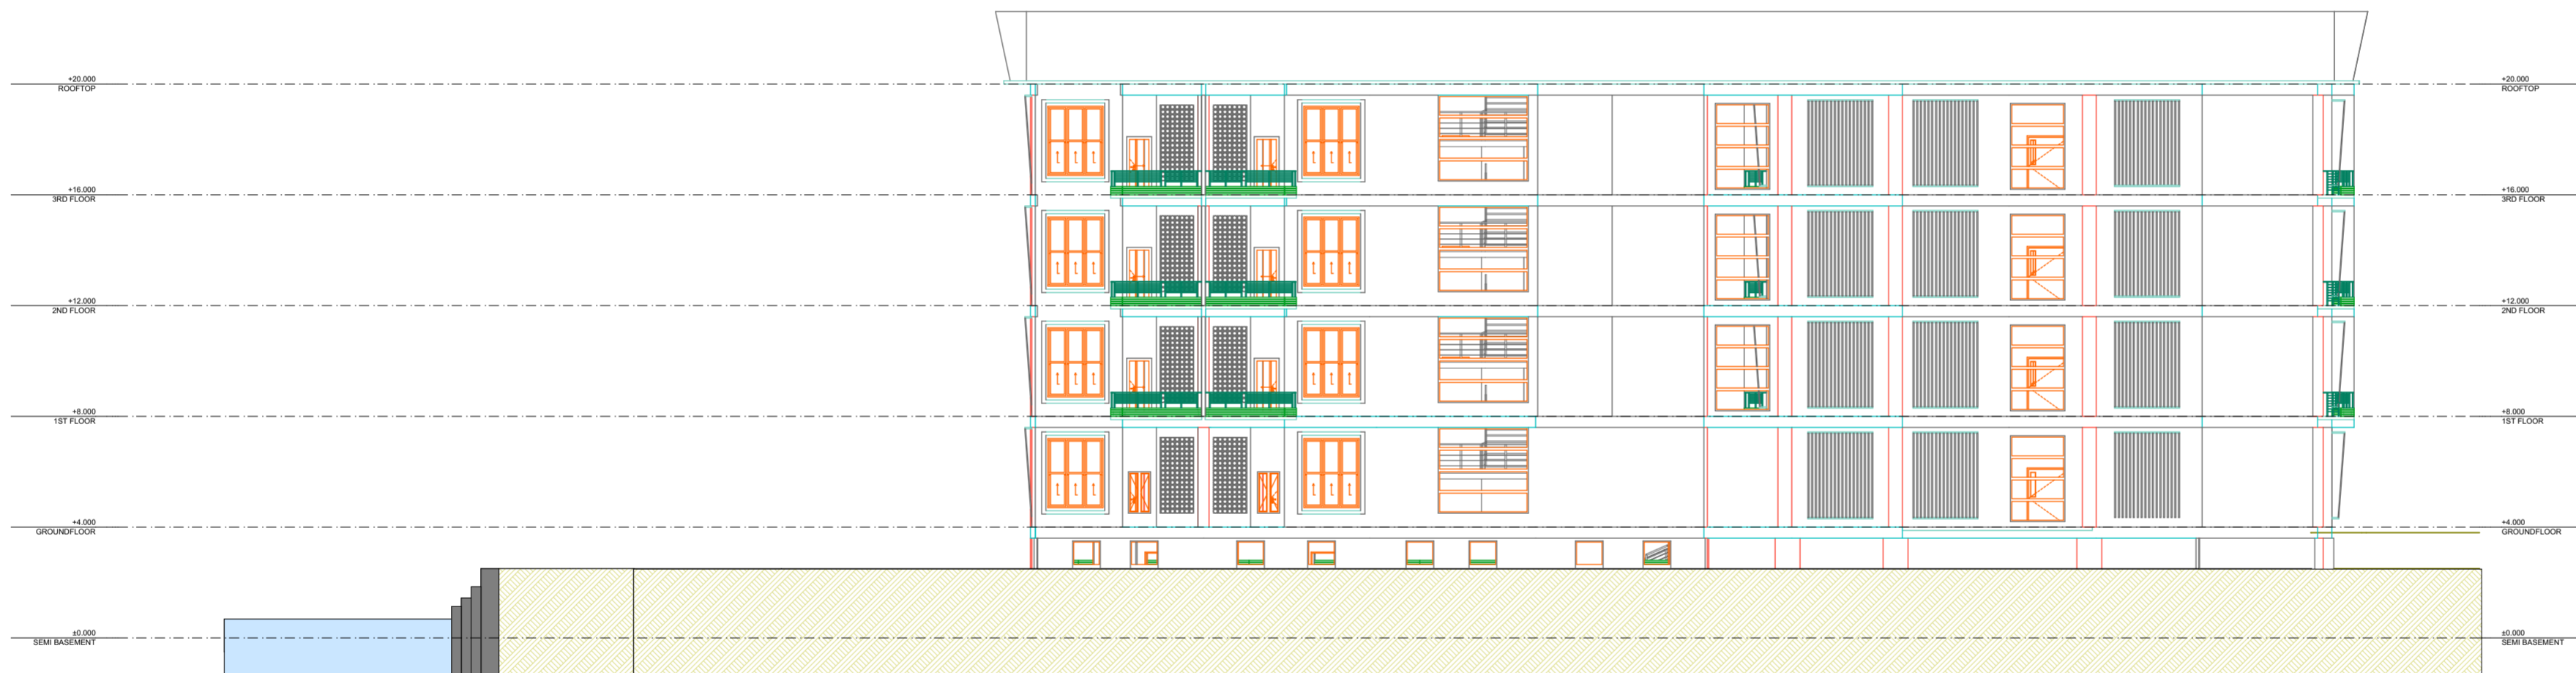 +20.000
ROOFTOP
+20.000
ROOFTOP
+16.000
3RD FLOOR
+16.000
3RD FLOOR
+12.000
2ND FLOOR
+12.000
2ND FLOOR
+8.000
1ST FLOOR
+8.000
1ST FLOOR
+4.000
GROUNDFLOOR
+4.000
GROUNDFLOOR
±0.000
SEMI BASEMENT
±0.000
SEMI BASEMENT